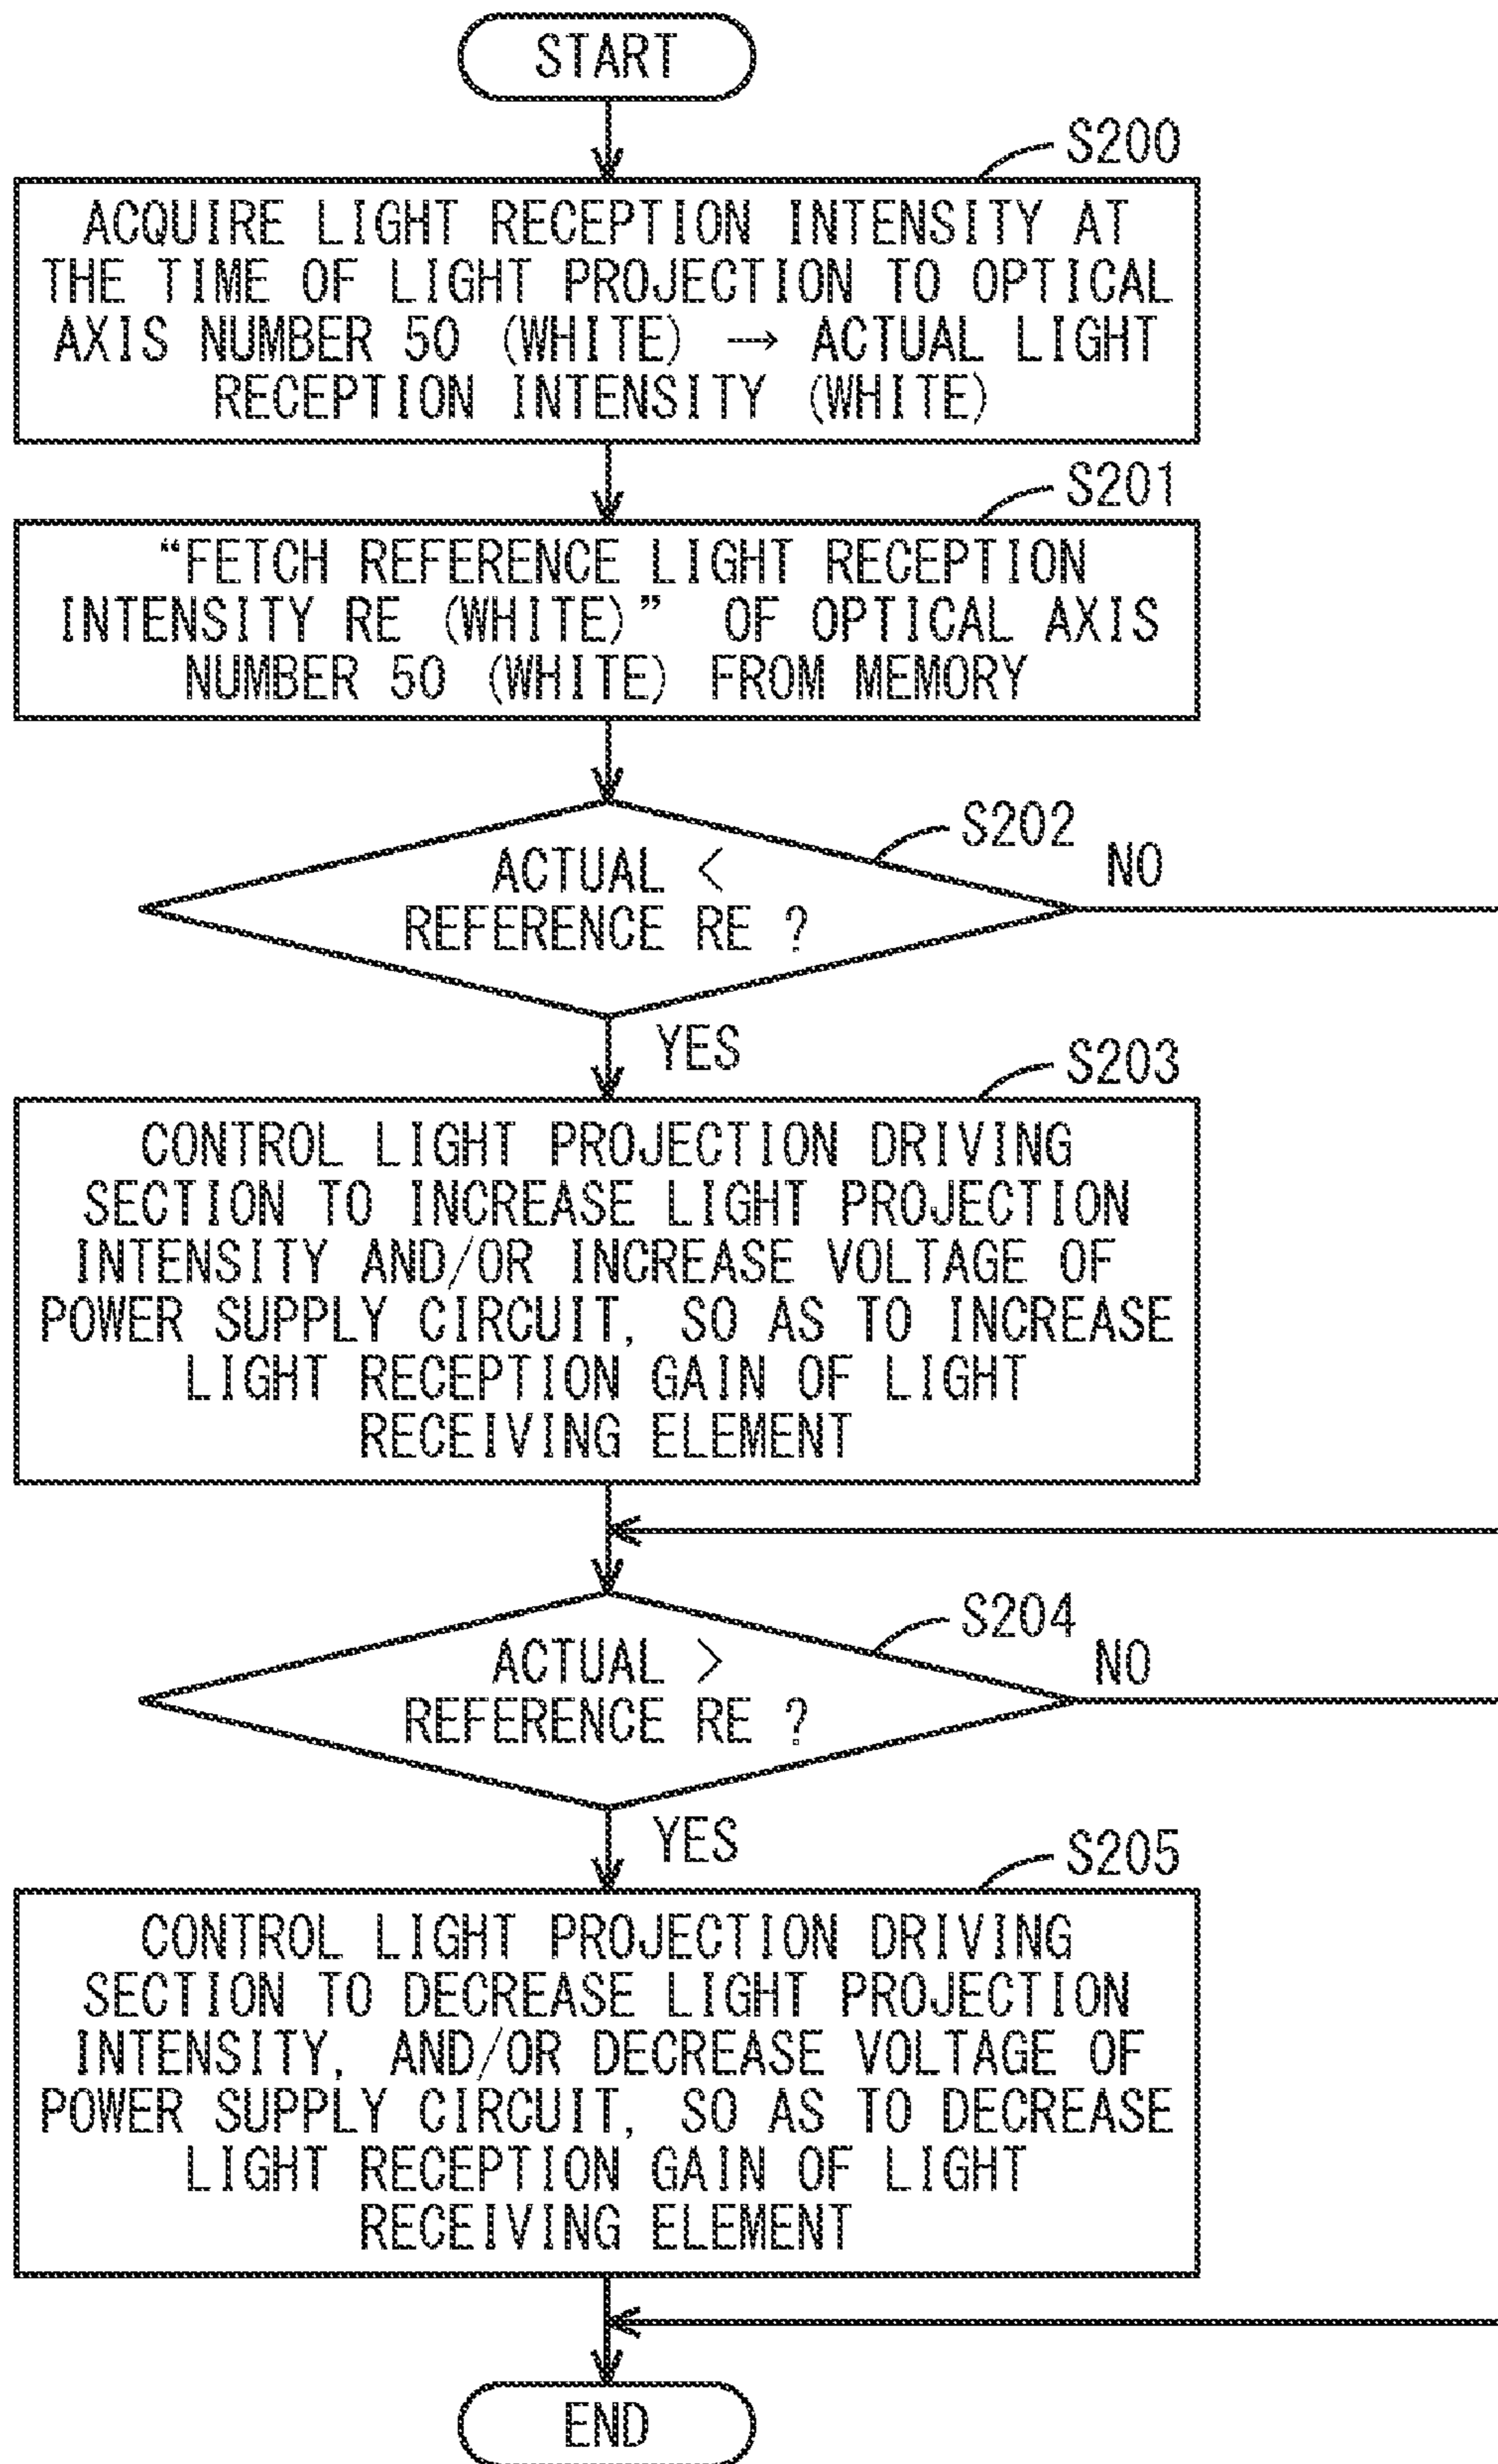 START
S200
ACQUIRE LIGHT RECEPTION INTENSITY AT
THE TIME OF LIGHT PROJECTION TO OPTICAL
AXIS NUMBER 50 (WHITE) → ACTUAL LIGHT
RECEPTION INTENSITY (WHITE)
S201
“FETCH REFERENCE LIGHT RECEPTION
INTENSITY RE (WHITE)” OF OPTICAL AXIS
NUMBER 50 (WHITE) FROM MEMORY
S202
NO
ACTUAL <
REFERENCE RE ?
YES
S203
CONTROL LIGHT PROJECTION DRIVING
SECTION TO INCREASE LIGHT PROJECTION
INTENSITY AND/OR INCREASE VOLTAGE OF
POWER SUPPLY CIRCUIT, SO AS TO INCREASE
LIGHT RECEPTION GAIN OF LIGHT
RECEIVING ELEMENT
S204
NO
ACTUAL >
REFERENCE RE ?
YES
S205
CONTROL LIGHT PROJECTION DRIVING
SECTION TO DECREASE LIGHT PROJECTION
INTENSITY, AND/OR DECREASE VOLTAGE OF
POWER SUPPLY CIRCUIT, SO AS TO DECREASE
LIGHT RECEPTION GAIN OF LIGHT
RECEIVING ELEMENT
END